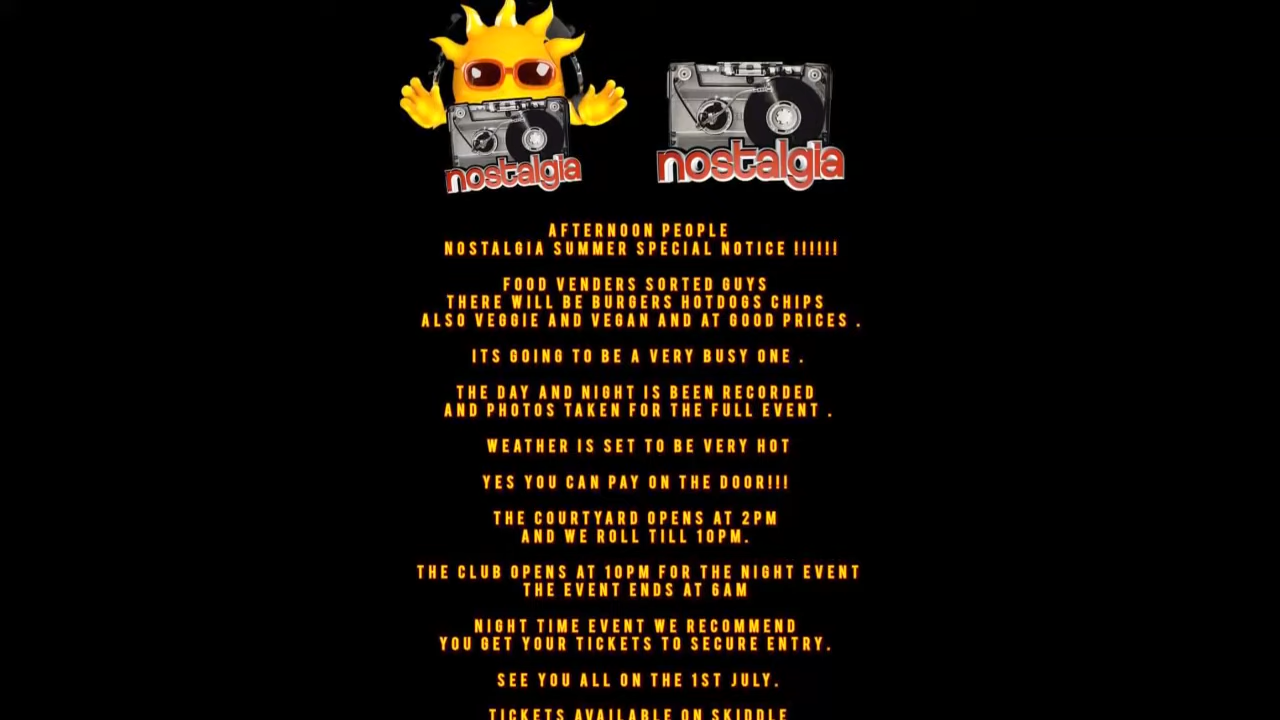 nostalgia
nostalgia
AFTERNOON PEOPLE
NOSTALGIA SUMMER SPECIAL NOTICE !!!!!!
FOOD VENDERS SORTED GUYS
THERE WILL BE BURGERS HOTDOGS CHIPS
ALSO VEGGIE AND VEGAN AND AT GOOD PRICES .
ITS GOING TO BE A VERY BUSY ONE .
THE DAY AND NIGHT IS BEEN RECORDED
AND PHOTOS TAKEN FOR THE FULL EVENT .
WEATHER IS SET TO BE VERY HOT
YES YOU CAN PAY ON THE DOOR!!!
THE COURTYARD OPENS AT 2PM
AND WE ROLL TILL 10PM.
THE CLUB OPENS AT 10PM FOR THE NIGHT EVENT
THE EVENT ENDS AT 6AM
NIGHT TIME EVENT WE RECOMMEND
YOU GET YOUR TICKETS TO SECURE ENTRY.
SEE YOU ALL ON THE 1ST JULY.
TICKETS AVAILABLE ON SKIDDLE